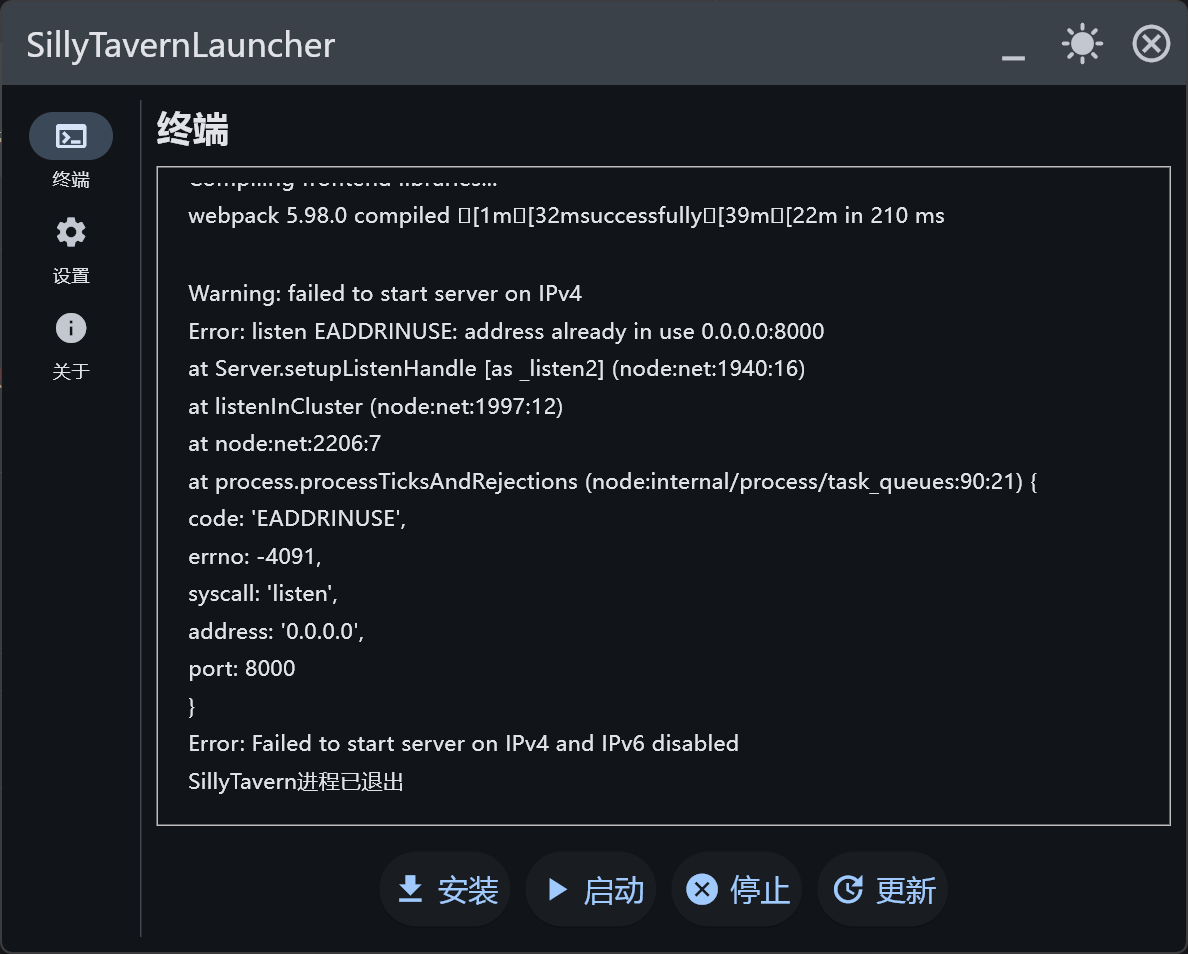 SillyTavernLauncher
终端
设置
关于
终端
Compiling frontend libraries...
webpack 5.98.0 compiled ▯[1m▯[32msuccessfully▯[39m▯[22m in 210 ms
Warning: failed to start server on IPv4
Error: listen EADDRINUSE: address already in use 0.0.0.0:8000
at Server.setupListenHandle [as _listen2] (node:net:1940:16)
at listenInCluster (node:net:1997:12)
at node:net:2206:7
at process.processTicksAndRejections (node:internal/process/task_queues:90:21) {
code: 'EADDRINUSE',
errno: -4091,
syscall: 'listen',
address: '0.0.0.0',
port: 8000
}
Error: Failed to start server on IPv4 and IPv6 disabled
SillyTavern进程已退出
安装 启动 停止 更新